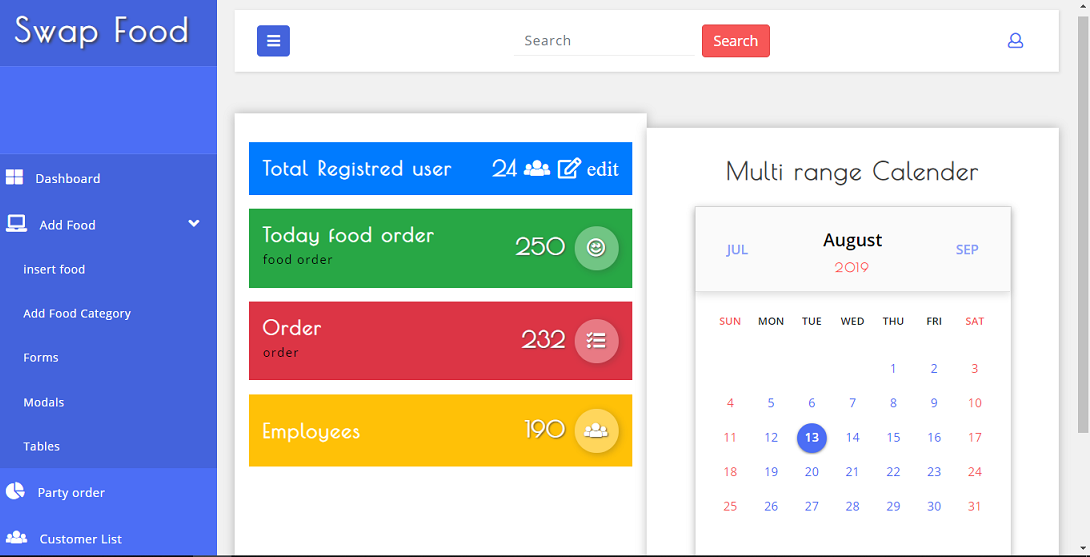 Swap Food
Search
Search
Dashboard
Add Food
insert food
Add Food Category
Forms
Modals
Tables
Party order
Customer List
Total Registred user 24 edit
Today food order 250
food order
Order 232
order
Employees 190
Multi range Calender
JUL August SEP
2019
SUN MON TUE WED THU FRI SAT
1 2 3
4 5 6 7 8 9 10
11 12 13 14 15 16 17
18 19 20 21 22 23 24
25 26 27 28 29 30 31